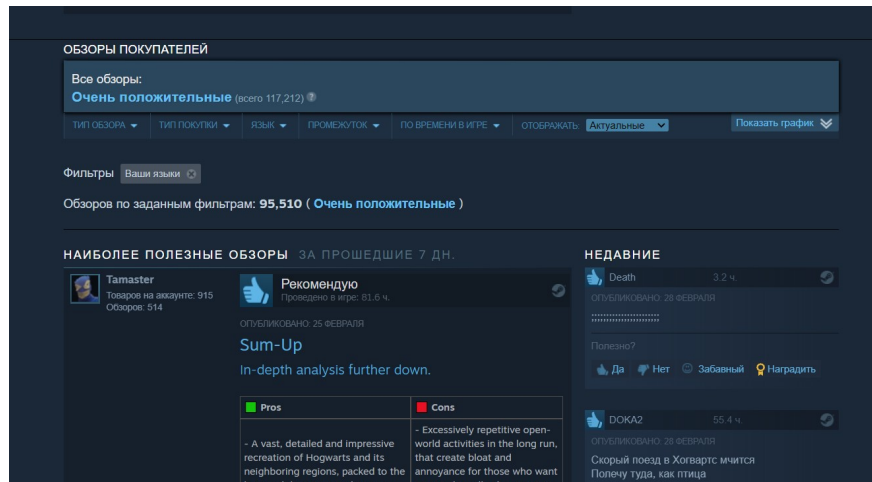 ОБЗОРЫ ПОКУПАТЕЛЕЙ
Все обзоры:
Очень положительные (всего 117,212) ?
ТИП ОБЗОРА ТИП ПОКУПКИ ЯЗЫК ПРОМЕЖУТОК ПО ВРЕМЕНИ В ИГРЕ ОТОБРАЖАТЬ: Актуальные Показать график
Фильтры Ваши языки
Обзоров по заданным фильтрам: 95,510 ( Очень положительные )
НАИБОЛЕЕ ПОЛЕЗНЫЕ ОБЗОРЫ ЗА ПРОШЕДШИЕ 7 ДН.
Tamaster
Товаров на аккаунте: 915
Обзоров: 514
Рекомендую
Проведено в игре: 81.6 ч.
ОПУБЛИКОВАНО: 25 ФЕВРАЛЯ
Sum-Up
In-depth analysis further down.
Pros
- A vast, detailed and impressive
recreation of Hogwarts and its
neighboring regions, packed to the
Cons
- Excessively repetitive open-
world activities in the long run,
that create bloat and
annoyance for those who want
НЕДАВНИЕ
Death 3.2 ч.
ОПУБЛИКОВАНО: 28 ФЕВРАЛЯ
;;;;;;;;;;;;;;;;;;;;;;;
Полезно?
Да Нет Забавный Наградить
DOKA2 55.4 ч.
ОПУБЛИКОВАНО: 28 ФЕВРАЛЯ
Скорый поезд в Хогвартс мчится
Полечу туда, как птица